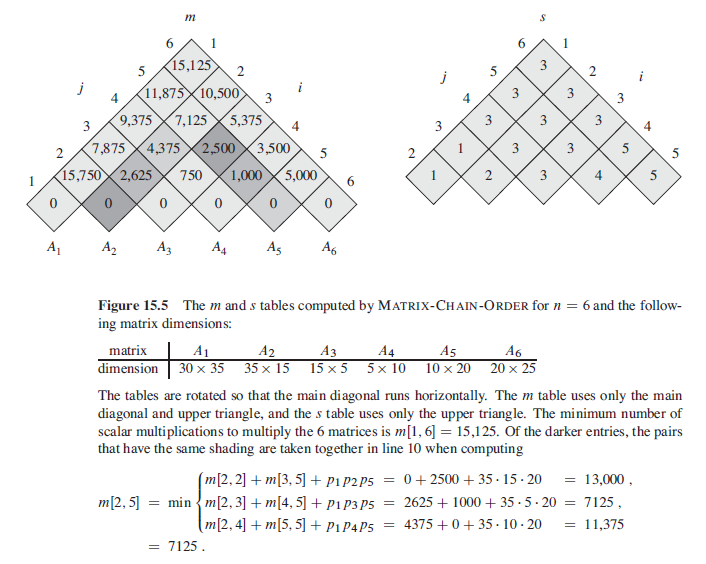 m s
6 1 6 1
5 15,125 2 5 3 2
j 4 11,875 10,500 3 i j 4 3 3 3 i
3 9,375 7,125 5,375 4 3 3 3 3 4
2 7,875 4,375 2,500 3,500 5 2 1 3 3 5 5
1 15,750 2,625 750 1,000 5,000 6 1 2 3 4 5
0 0 0 0 0 0
A1 A2 A3 A4 A5 A6
Figure 15.5 The m and s tables computed by MATRIX-CHAIN-ORDER for n = 6 and the follow-
ing matrix dimensions:
matrix A1 A2 A3 A4 A5 A6
dimension 30 × 35 35 × 15 15 × 5 5 × 10 10 × 20 20 × 25
The tables are rotated so that the main diagonal runs horizontally. The m table uses only the main
diagonal and upper triangle, and the s table uses only the upper triangle. The minimum number of
scalar multiplications to multiply the 6 matrices is m[1, 6] = 15,125. Of the darker entries, the pairs
that have the same shading are taken together in line 10 when computing
m[2, 2] + m[3, 5] + p1p2p5 = 0 + 2500 + 35 · 15 · 20 = 13,000 ,
m[2, 5] = min { m[2, 3] + m[4, 5] + p1p3p5 = 2625 + 1000 + 35 · 5 · 20 = 7125 ,
m[2, 4] + m[5, 5] + p1p4p5 = 4375 + 0 + 35 · 10 · 20 = 11,375
= 7125 .